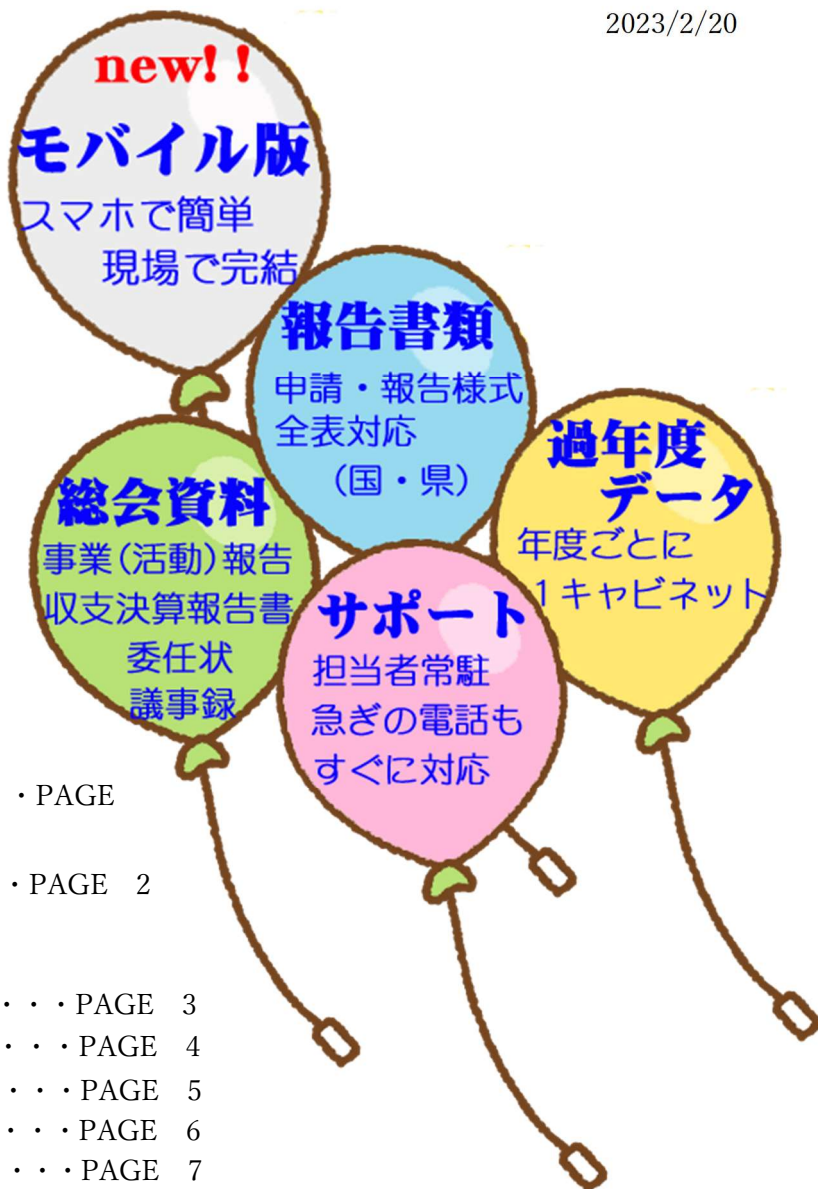 2023/2/20
new!!
モバイル版
スマホで簡単
現場で完結
報告書類
申請・報告様式
全表対応
（国・県）
過年度
データ
年度ごとに
1キャビネット
総会資料
事業(活動)報告
収支決算報告書
委任状
議事録
サポート
担当者常駐
急ぎの電話も
すぐに対応
・PAGE
・PAGE 2
・・・PAGE 3
・・・PAGE 4
・・・PAGE 5
・・・PAGE 6
・・・PAGE 7